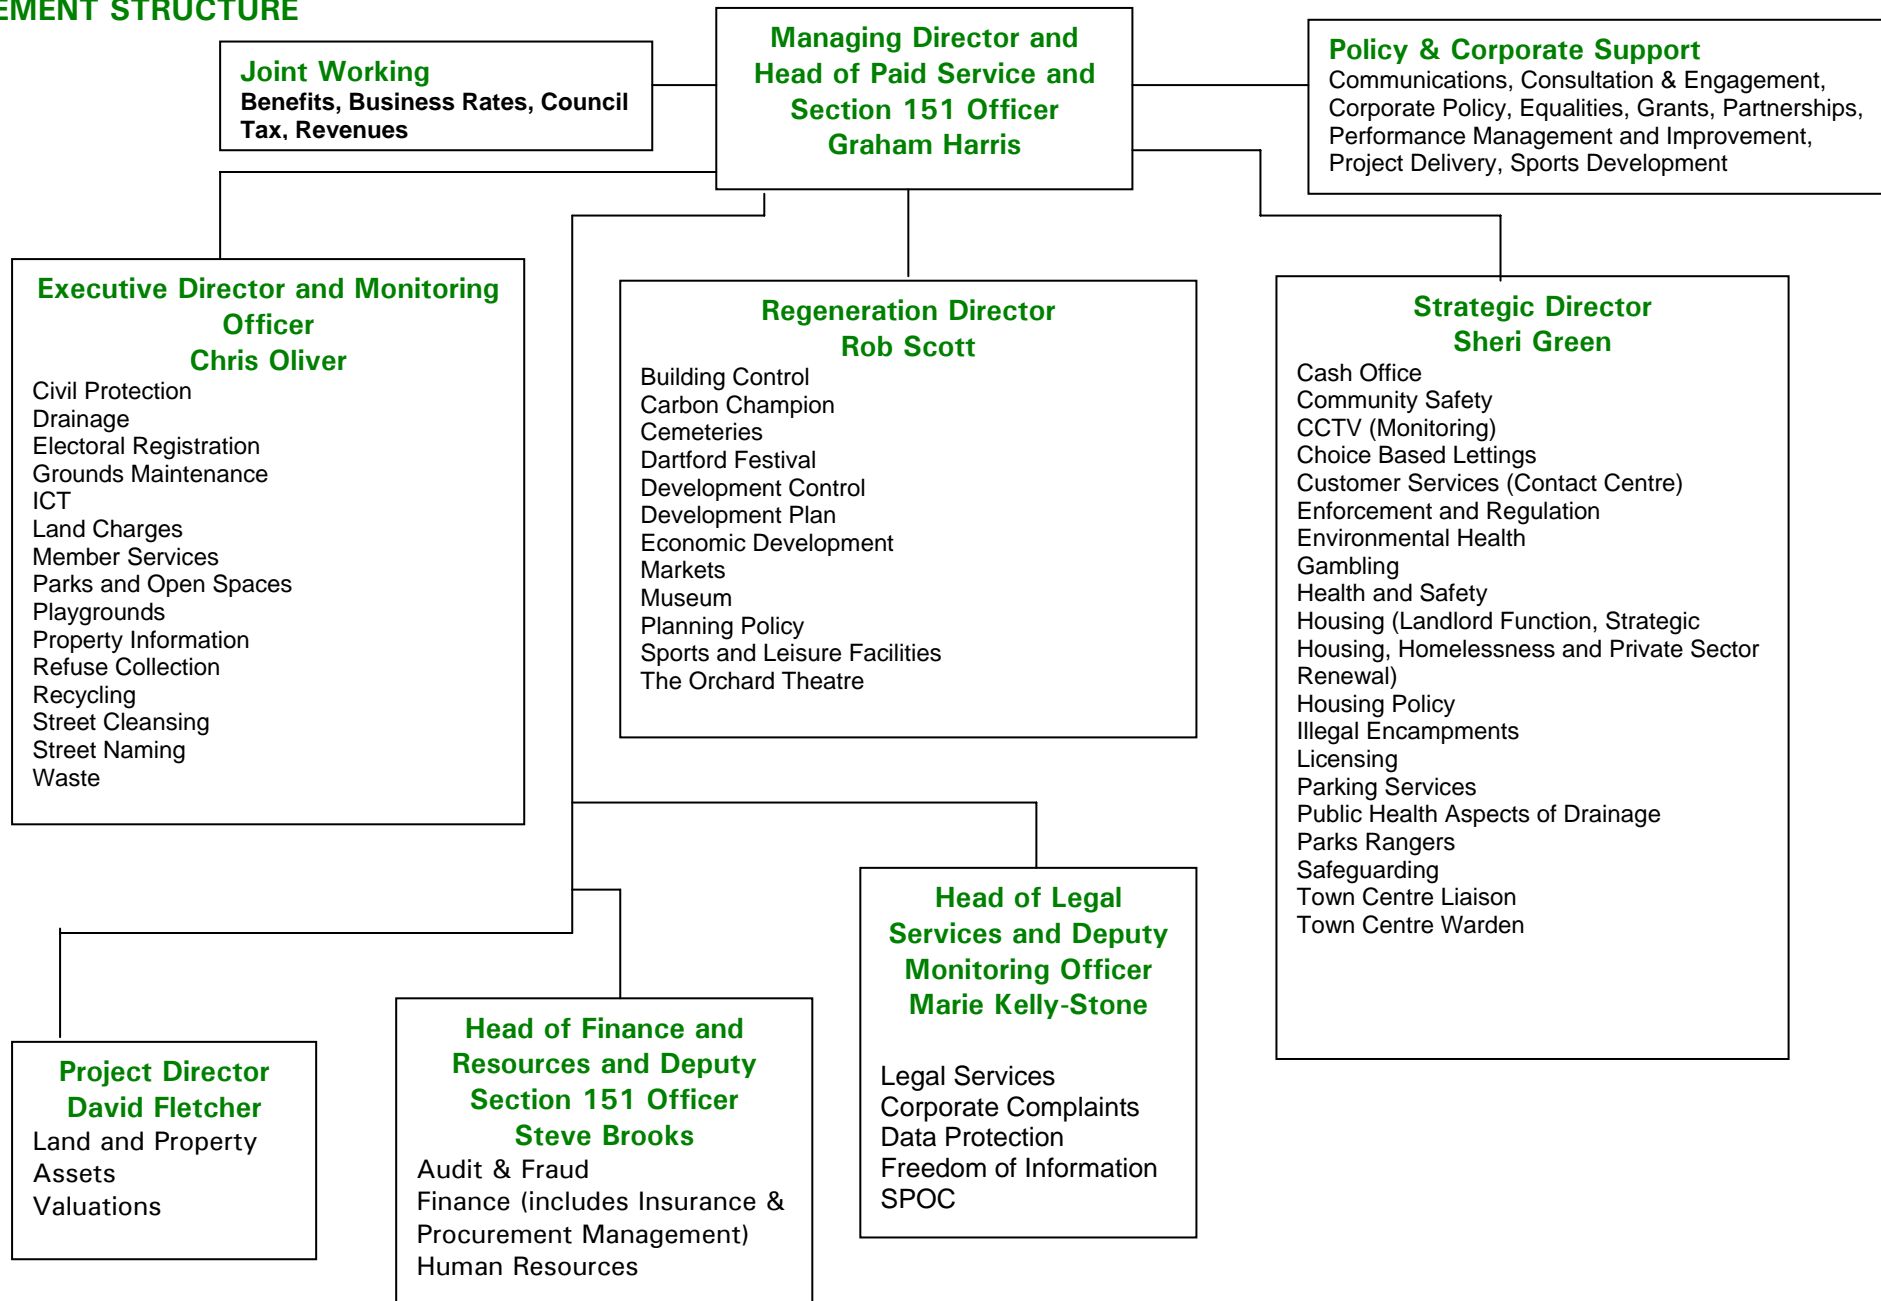 EMENT STRUCTURE
Joint Working
Benefits, Business Rates, Council
Tax, Revenues
Managing Director and
Head of Paid Service and
Section 151 Officer
Graham Harris
Policy & Corporate Support
Communications, Consultation & Engagement,
Corporate Policy, Equalities, Grants, Partnerships,
Performance Management and Improvement,
Project Delivery, Sports Development
Executive Director and Monitoring
Officer
Chris Oliver
Civil Protection
Drainage
Electoral Registration
Grounds Maintenance
ICT
Land Charges
Member Services
Parks and Open Spaces
Playgrounds
Property Information
Refuse Collection
Recycling
Street Cleansing
Street Naming
Waste
Regeneration Director
Rob Scott
Building Control
Carbon Champion
Cemeteries
Dartford Festival
Development Control
Development Plan
Economic Development
Markets
Museum
Planning Policy
Sports and Leisure Facilities
The Orchard Theatre
Strategic Director
Sheri Green
Cash Office
Community Safety
CCTV (Monitoring)
Choice Based Lettings
Customer Services (Contact Centre)
Enforcement and Regulation
Environmental Health
Gambling
Health and Safety
Housing (Landlord Function, Strategic
Housing, Homelessness and Private Sector
Renewal)
Housing Policy
Illegal Encampments
Licensing
Parking Services
Public Health Aspects of Drainage
Parks Rangers
Safeguarding
Town Centre Liaison
Town Centre Warden
Project Director
David Fletcher
Land and Property
Assets
Valuations
Head of Finance and
Resources and Deputy
Section 151 Officer
Steve Brooks
Audit & Fraud
Finance (includes Insurance &
Procurement Management)
Human Resources
Head of Legal
Services and Deputy
Monitoring Officer
Marie Kelly-Stone
Legal Services
Corporate Complaints
Data Protection
Freedom of Information
SPOC